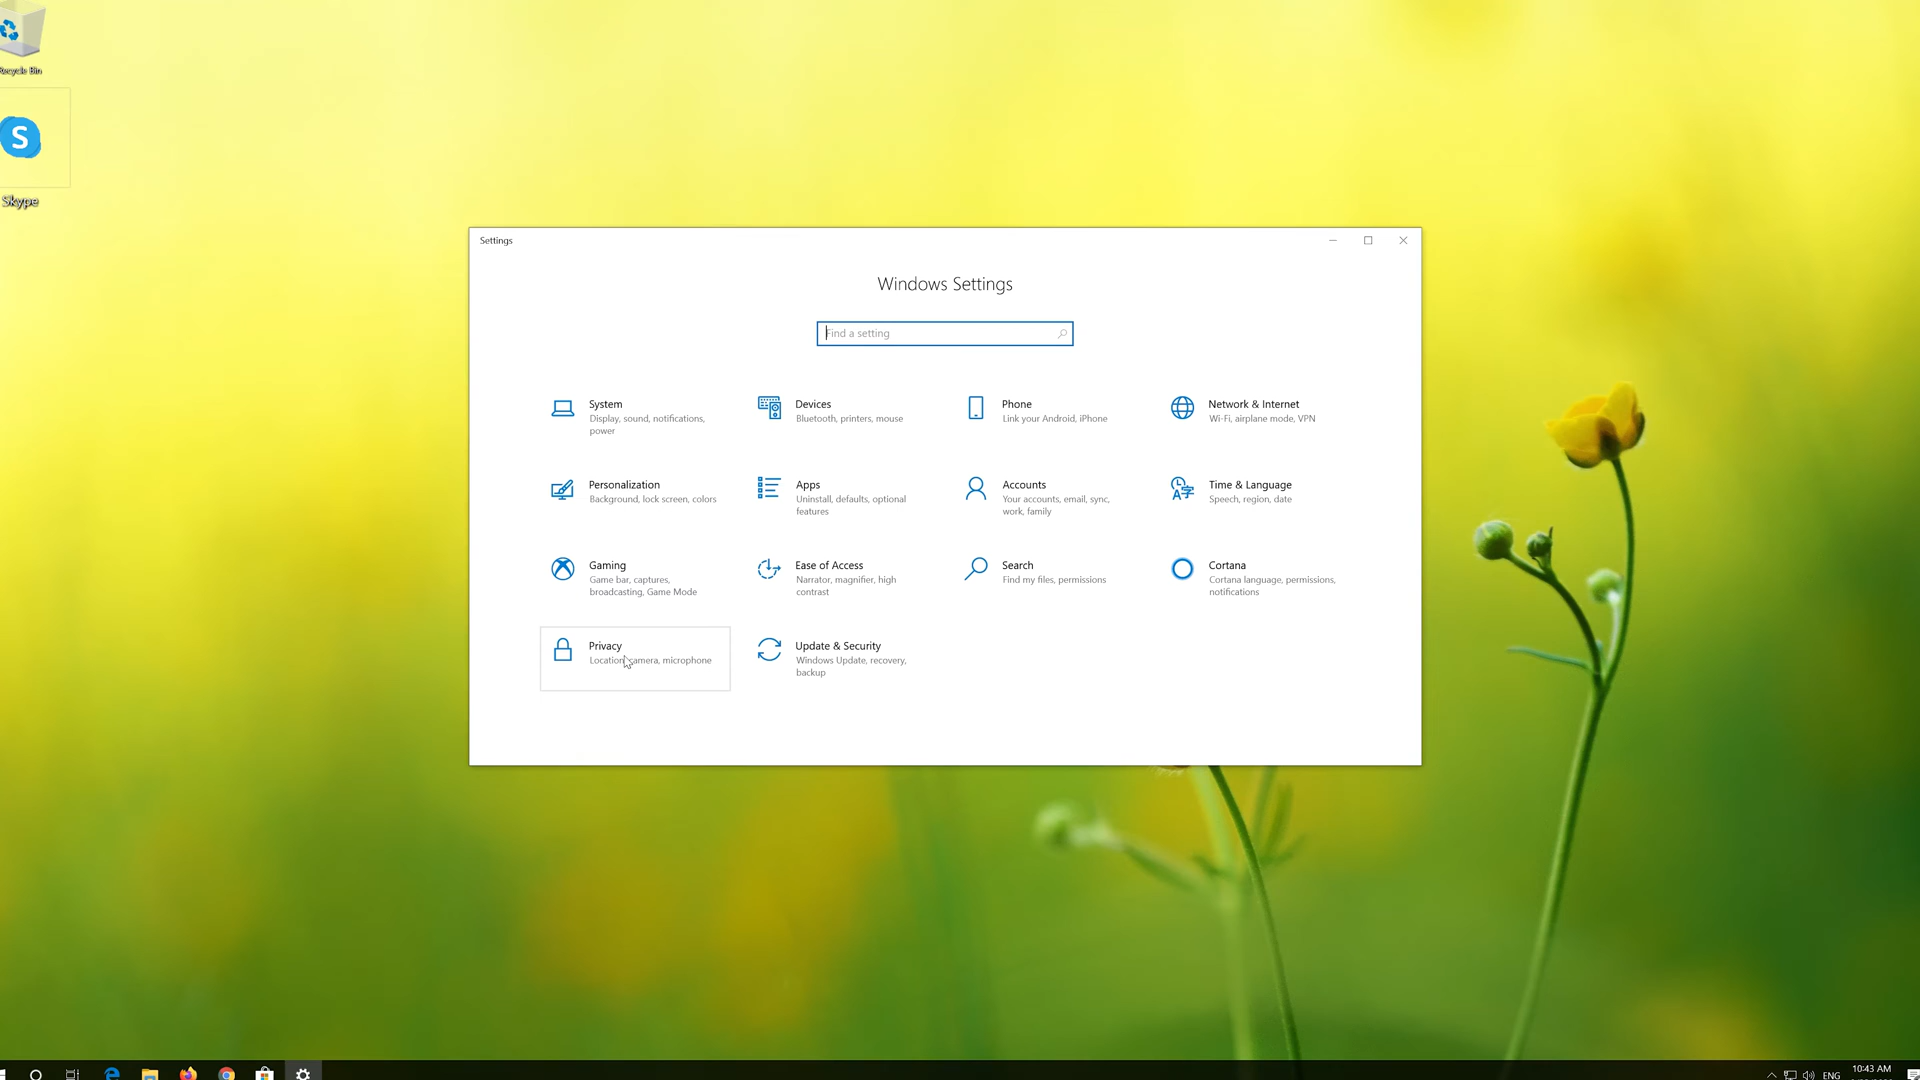 Recycle Bin
S
Skype
Settings
Windows Settings
Find a setting
System
Display, sound, notifications,
power
Devices
Bluetooth, printers, mouse
Phone
Link your Android, iPhone
Network & Internet
Wi-Fi, airplane mode, VPN
Personalization
Background, lock screen, colors
Apps
Uninstall, defaults, optional
features
Accounts
Your accounts, email, sync,
work, family
Time & Language
Speech, region, date
Gaming
Game bar, captures,
broadcasting, Game Mode
Ease of Access
Narrator, magnifier, high
contrast
Search
Find my files, permissions
Cortana
Cortana language, permissions,
notifications
Privacy
Location, camera, microphone
Update & Security
Windows Update, recovery,
backup
ENG
10:43 AM